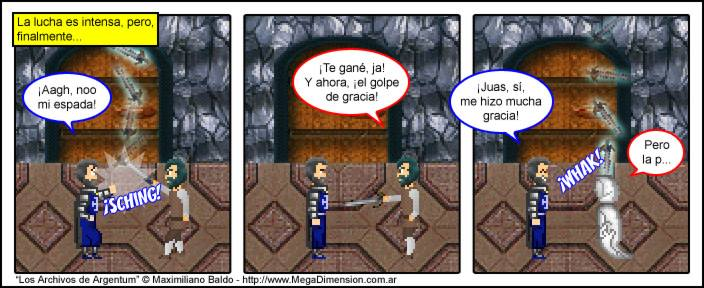 La lucha es intensa, pero,
finalmente...
¡Aagh, noo
mi espada!
¡SCHING!
¡Te gané, ja!
Y ahora, ¡el golpe
de gracia!
¡Juas, sí,
me hizo mucha
gracia!
¡WHAK!
Pero
la p...
"Los Archivos de Argentum" © Maximiliano Baldo - http://www.MegaDimension.com.ar